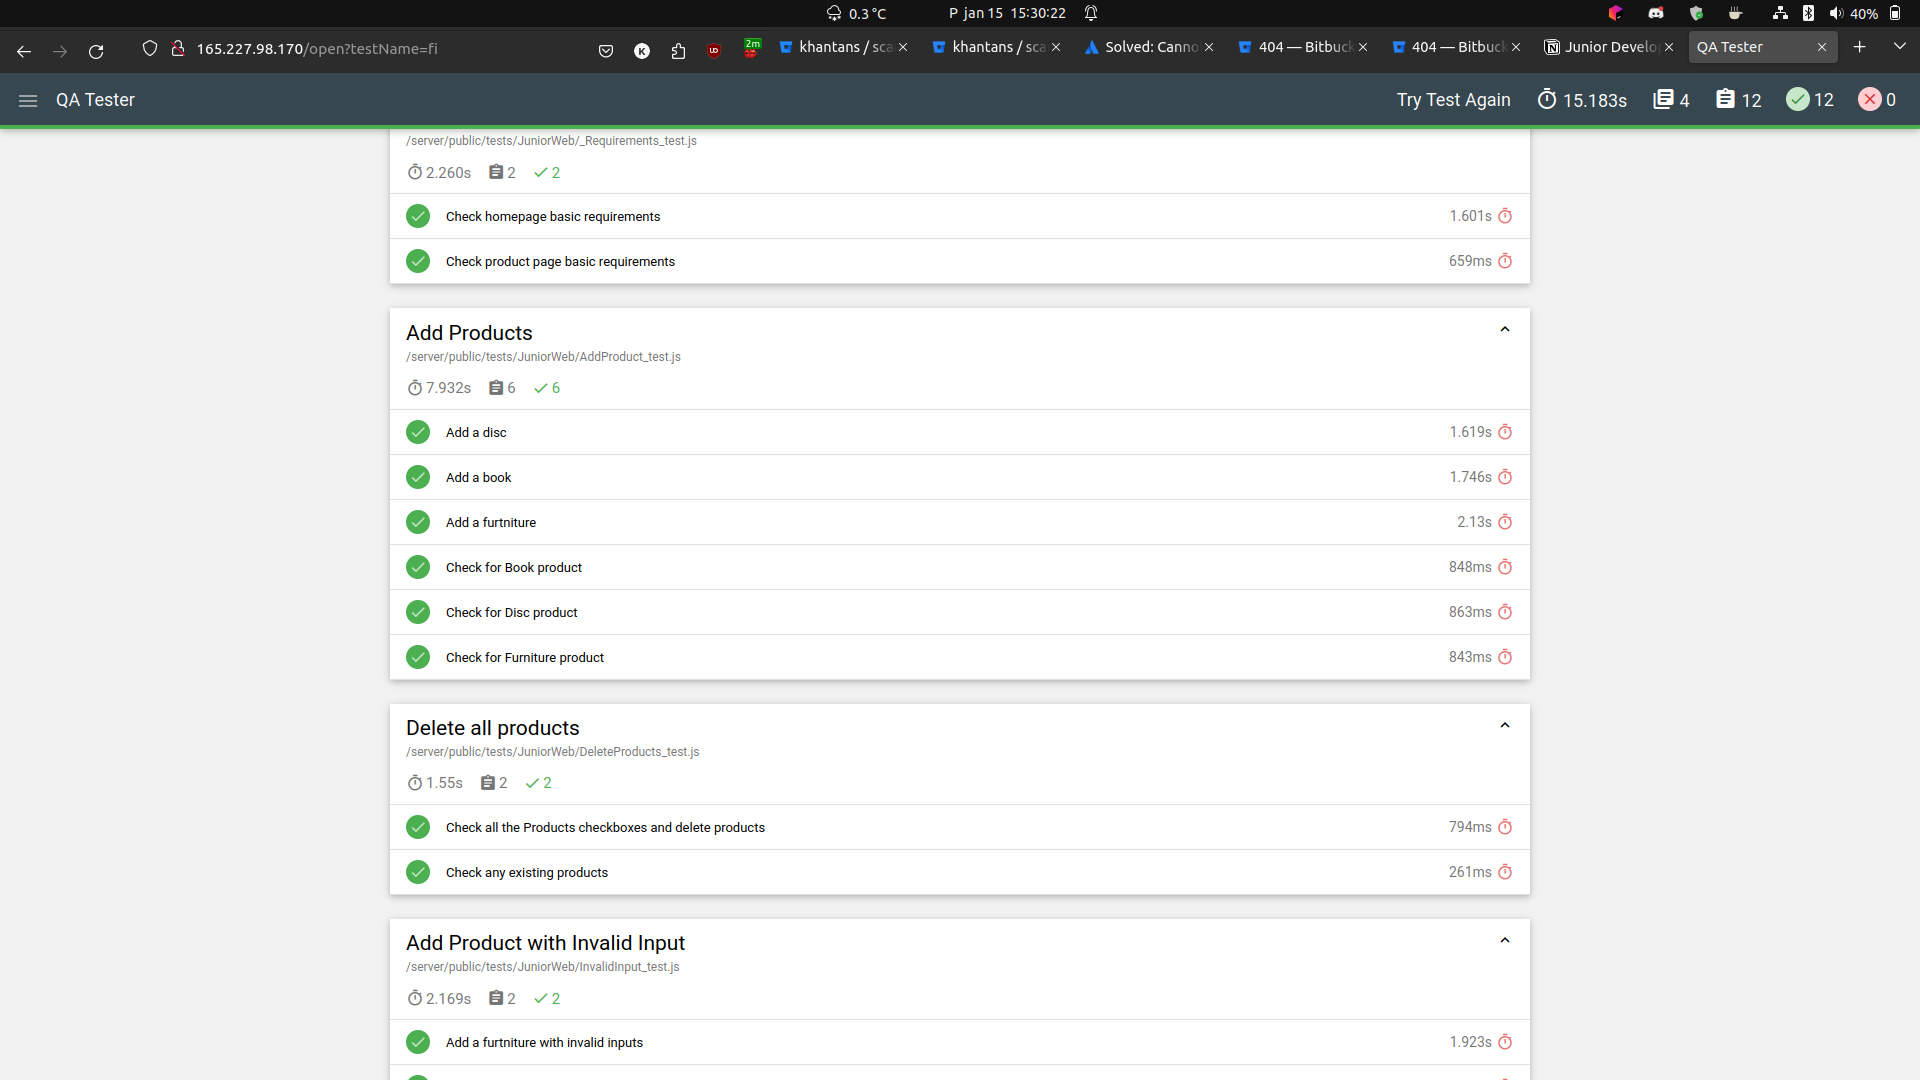 0.3 °C
P jan 15 15:30:22
40%
165.227.98.170/open?testName=fi
K
2m
khantans / sca
khantans / sca
Solved: Canno
404 — Bitbuck
404 — Bitbuck
Junior Develo
QA Tester
QA Tester
Try Test Again
15.183s
4
12
12
0
/server/public/tests/JuniorWeb/_Requirements_test.js
2.260s 2 2
Check homepage basic requirements 1.601s
Check product page basic requirements 659ms
Add Products
/server/public/tests/JuniorWeb/AddProduct_test.js
7.932s 6 6
Add a disc 1.619s
Add a book 1.746s
Add a furtniture 2.13s
Check for Book product 848ms
Check for Disc product 863ms
Check for Furniture product 843ms
Delete all products
/server/public/tests/JuniorWeb/DeleteProducts_test.js
1.55s 2 2
Check all the Products checkboxes and delete products 794ms
Check any existing products 261ms
Add Product with Invalid Input
/server/public/tests/JuniorWeb/InvalidInput_test.js
2.169s 2 2
Add a furtniture with invalid inputs 1.923s